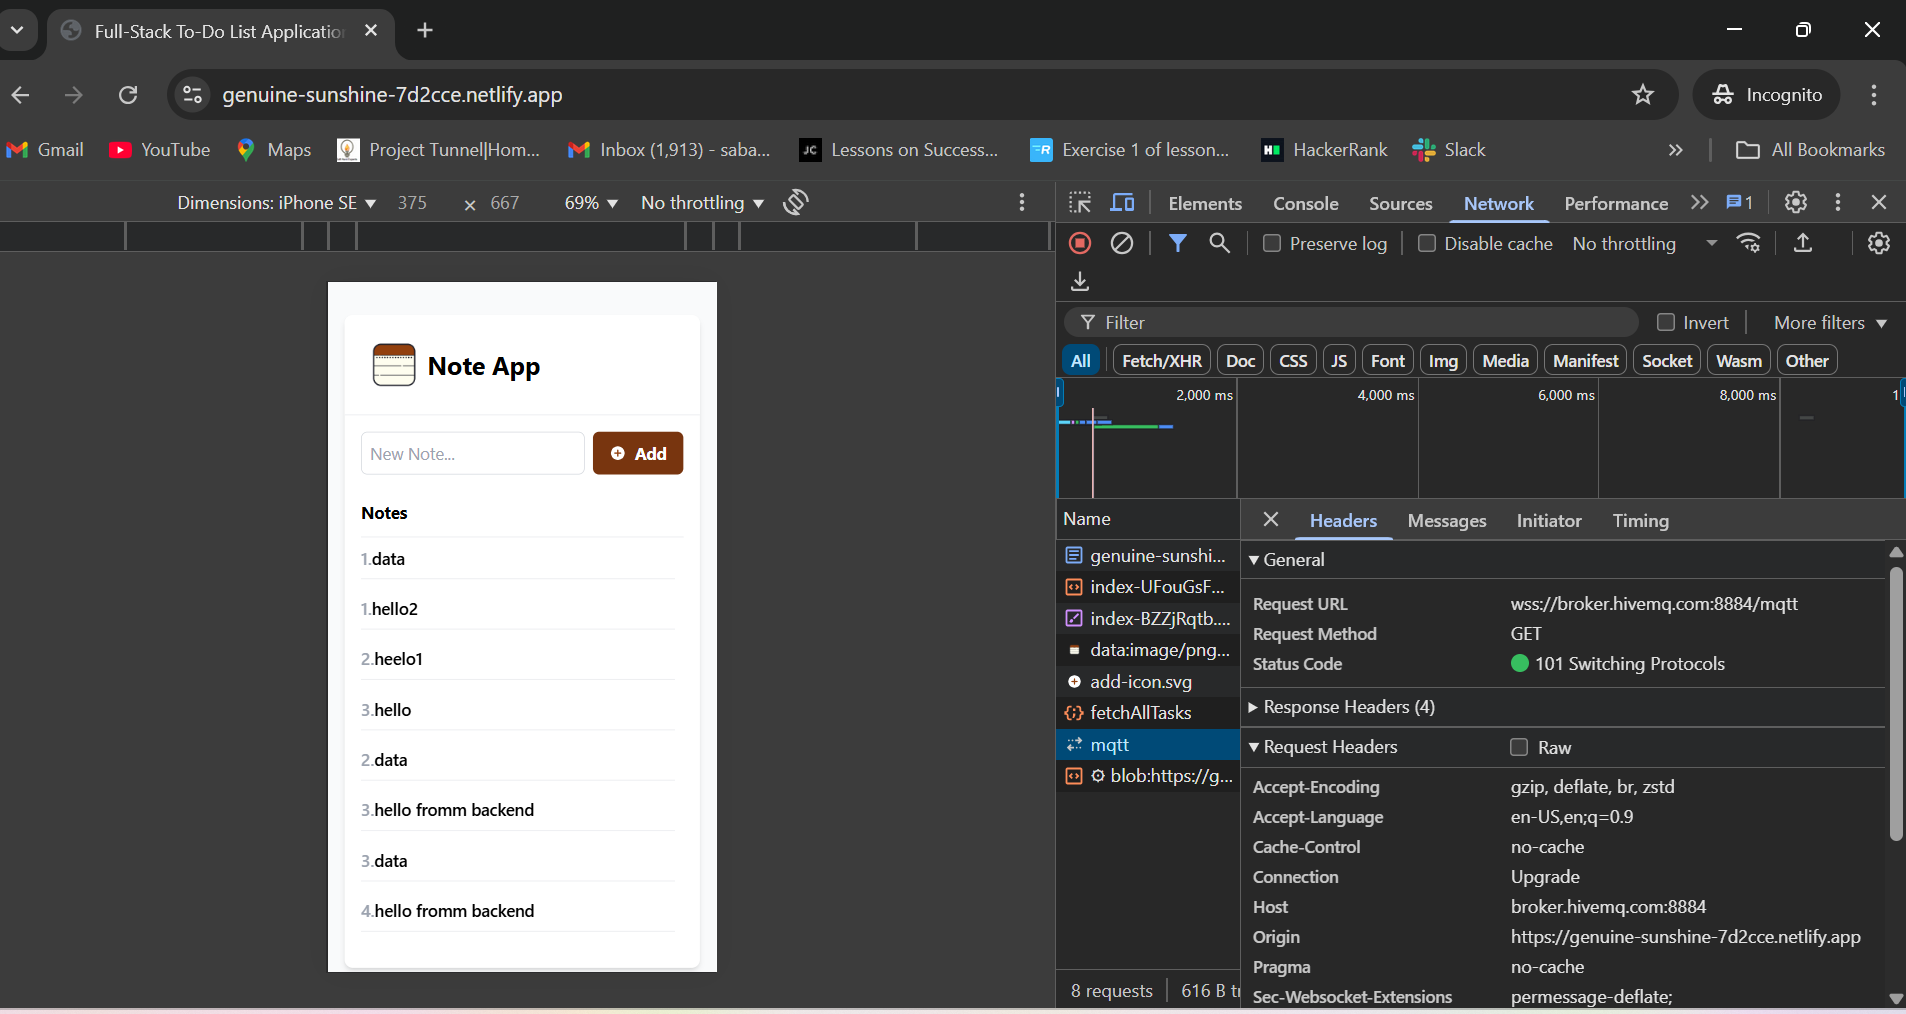 Full-Stack To-Do List Application
genuine-sunshine-7d2cce.netlify.app
Incognito
Gmail YouTube Maps Project Tunnel|Hom... Inbox (1,913) - saba... JC Lessons on Success... Exercise 1 of lesson... HackerRank Slack » All Bookmarks
Dimensions: iPhone SE ▼ 375 × 667 69% ▼ No throttling ▼
Note App
New Note...
Add
Notes
1.data
1.hello2
2.heelo1
3.hello
2.data
3.hello fromm backend
3.data
4.hello fromm backend
Elements Console Sources Network Performance » 1
Preserve log Disable cache No throttling
Filter Invert More filters
All Fetch/XHR Doc CSS JS Font Img Media Manifest Socket Wasm Other
2,000 ms 4,000 ms 6,000 ms 8,000 ms 1
Name
genuine-sunshi...
index-UFouGsF...
index-BZZjRqtb....
data:image/png...
add-icon.svg
fetchAllTasks
mqtt
blob:https://g...
8 requests 616 B tr
Headers Messages Initiator Timing
General
Request URL wss://broker.hivemq.com:8884/mqtt
Request Method GET
Status Code 101 Switching Protocols
Response Headers (4)
Request Headers Raw
Accept-Encoding gzip, deflate, br, zstd
Accept-Language en-US,en;q=0.9
Cache-Control no-cache
Connection Upgrade
Host broker.hivemq.com:8884
Origin https://genuine-sunshine-7d2cce.netlify.app
Pragma no-cache
Sec-Websocket-Extensions permessage-deflate;